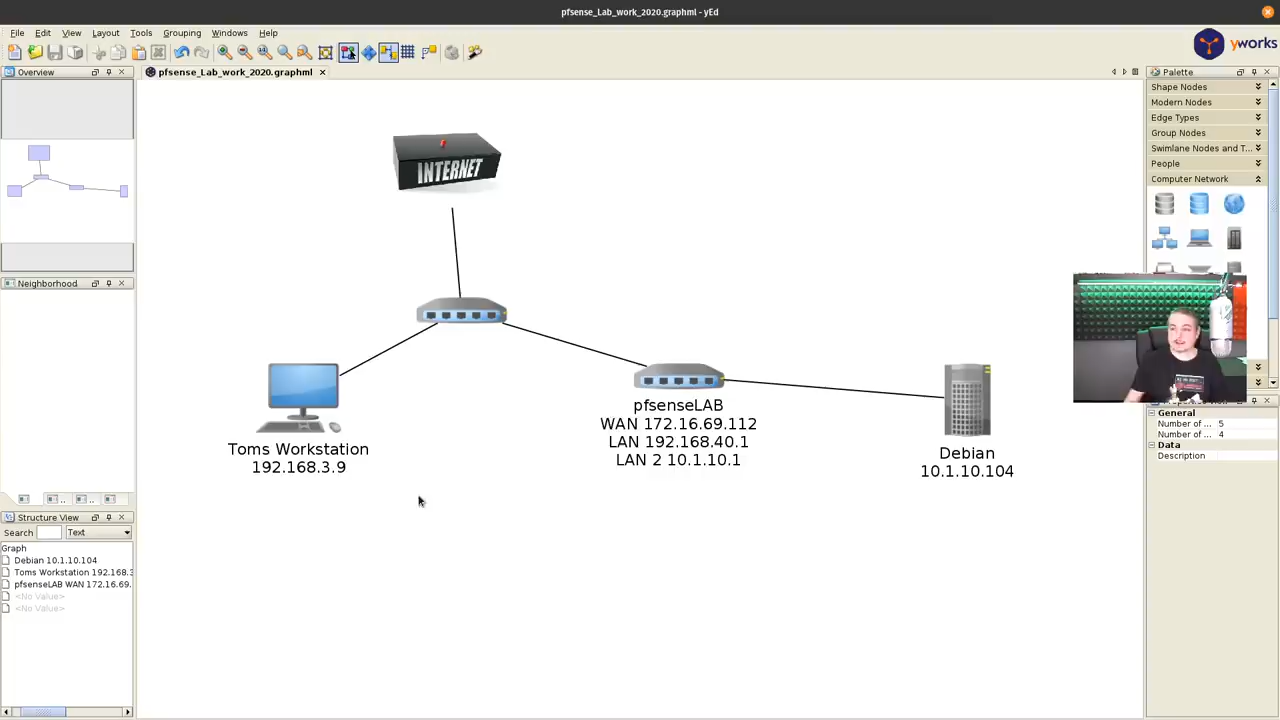 pfsense_Lab_work_2020.graphml - yEd
File Edit View Layout Tools Grouping Windows Help
yworks
Overview
pfsense_Lab_work_2020.graphml
Palette
Shape Nodes
Modern Nodes
Edge Types
Group Nodes
Swimlane Nodes and T...
People
Computer Network
INTERNET
Neighborhood
Toms Workstation
192.168.3.9
pfsenseLAB
WAN 172.16.69.112
LAN 192.168.40.1
LAN 2 10.1.10.1
Debian
10.1.10.104
General
Number of ... 5
Number of ... 4
Data
Description
Structure View
Search Text
Graph
Debian 10.1.10.104
Toms Workstation 192.168.3
pfsenseLAB WAN 172.16.69.
<No Value>
<No Value>